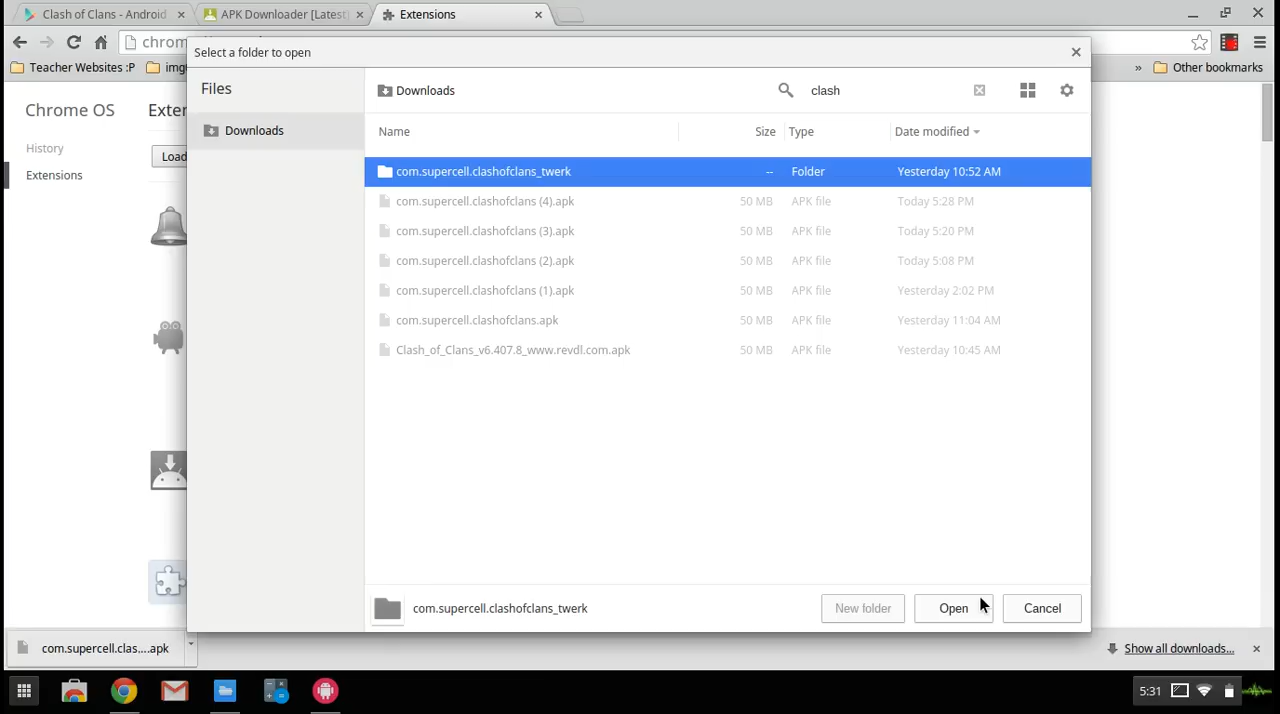 Clash of Clans - Android
APK Downloader [Latest]
Extensions
chrom
Teacher Websites :P
img
»
Other bookmarks
Chrome OS
History
Extensions
Exter
Load
Select a folder to open
Files
Downloads
Downloads
clash
Name
Size
Type
Date modified
com.supercell.clashofclans_twerk -- Folder Yesterday 10:52 AM
com.supercell.clashofclans (4).apk 50 MB APK file Today 5:28 PM
com.supercell.clashofclans (3).apk 50 MB APK file Today 5:20 PM
com.supercell.clashofclans (2).apk 50 MB APK file Today 5:08 PM
com.supercell.clashofclans (1).apk 50 MB APK file Yesterday 2:02 PM
com.supercell.clashofclans.apk 50 MB APK file Yesterday 11:04 AM
Clash_of_Clans_v6.407.8_www.revdl.com.apk 50 MB APK file Yesterday 10:45 AM
com.supercell.clashofclans_twerk
New folder
Open
Cancel
com.supercell.clas....apk
Show all downloads...
5:31